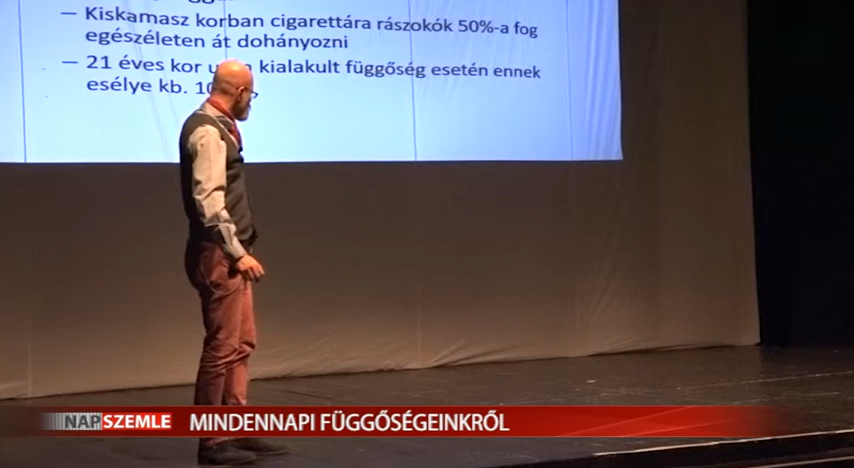 – Kiskamasz korban cigarettára rászokók 50%-a fog
egészéleten át dohányozni
– 21 éves kor kialakult függőség esetén ennek
esélye kb.
NAPSZEMLE MINDENNAPI FÜGGŐSÉGEINKRŐL